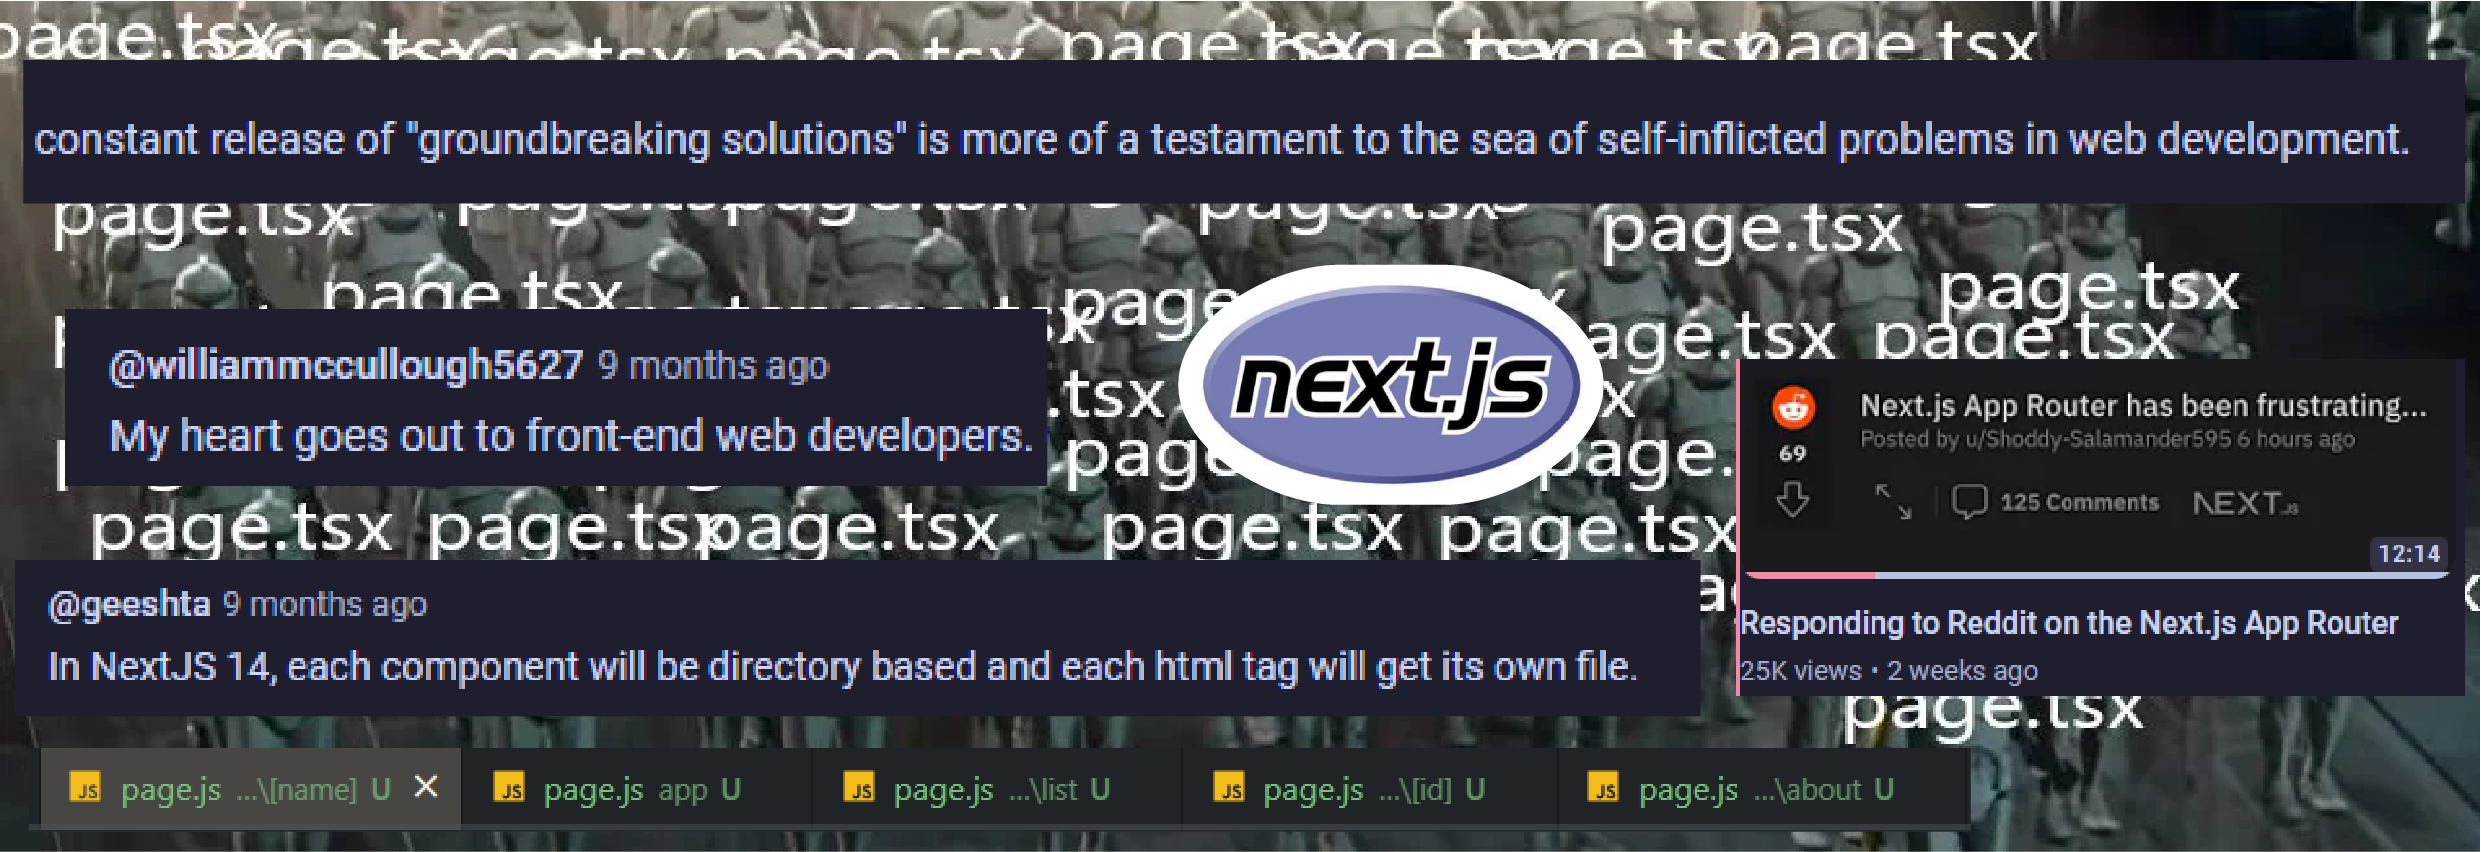 page.tsx page.tsx page.tsx page.tsx page.tsx page.tsx page.tsx page.tsx
constant release of "groundbreaking solutions" is more of a testament to the sea of self-inflicted problems in web development.
page.tsx page.tsx page.tsx page.tsx page.tsx
page.tsx page.tsx
@williammccullough5627 9 months ago
My heart goes out to front-end web developers.
page.tsx page.tsx
.tsx
next.js
Next.js App Router has been frustrating...
Posted by u/Shoddy-Salamander595 6 hours ago
69
125 Comments NEXT.JS
12:14
Responding to Reddit on the Next.js App Router
25K views • 2 weeks ago
page.tsx page.tsx page.tsx page.tsx page.tsx
@geeshta 9 months ago
In NextJS 14, each component will be directory based and each html tag will get its own file.
page.tsx
page.js ...\[name] U page.js app U page.js ...\list U page.js ...\[id] U page.js ...\about U